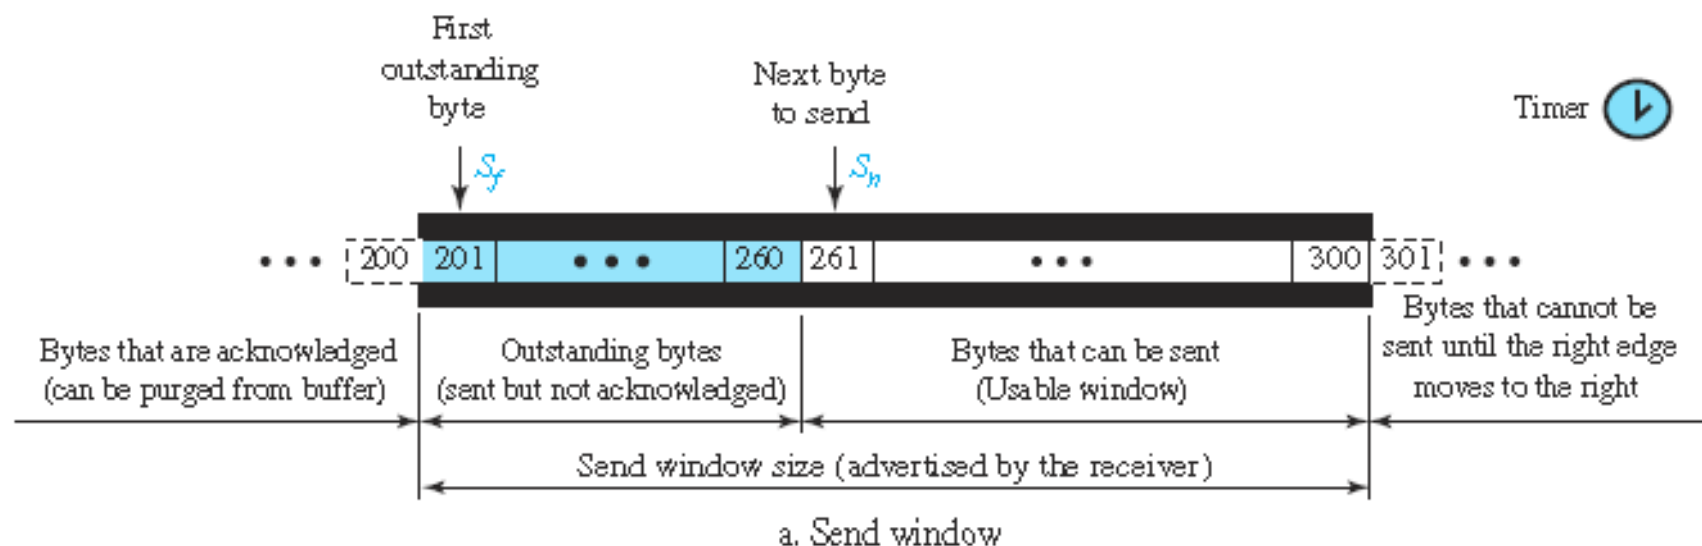 First
outstanding
byte
Next byte
to send
Timer
S_f
S_n
• • • 200 201 • • • 260 261 • • • 300 301 • • •
Bytes that are acknowledged
(can be purged from buffer)
Outstanding bytes
(sent but not acknowledged)
Bytes that can be sent
(Usable window)
Bytes that cannot be
sent until the right edge
moves to the right
Send window size (advertised by the receiver)
a. Send window